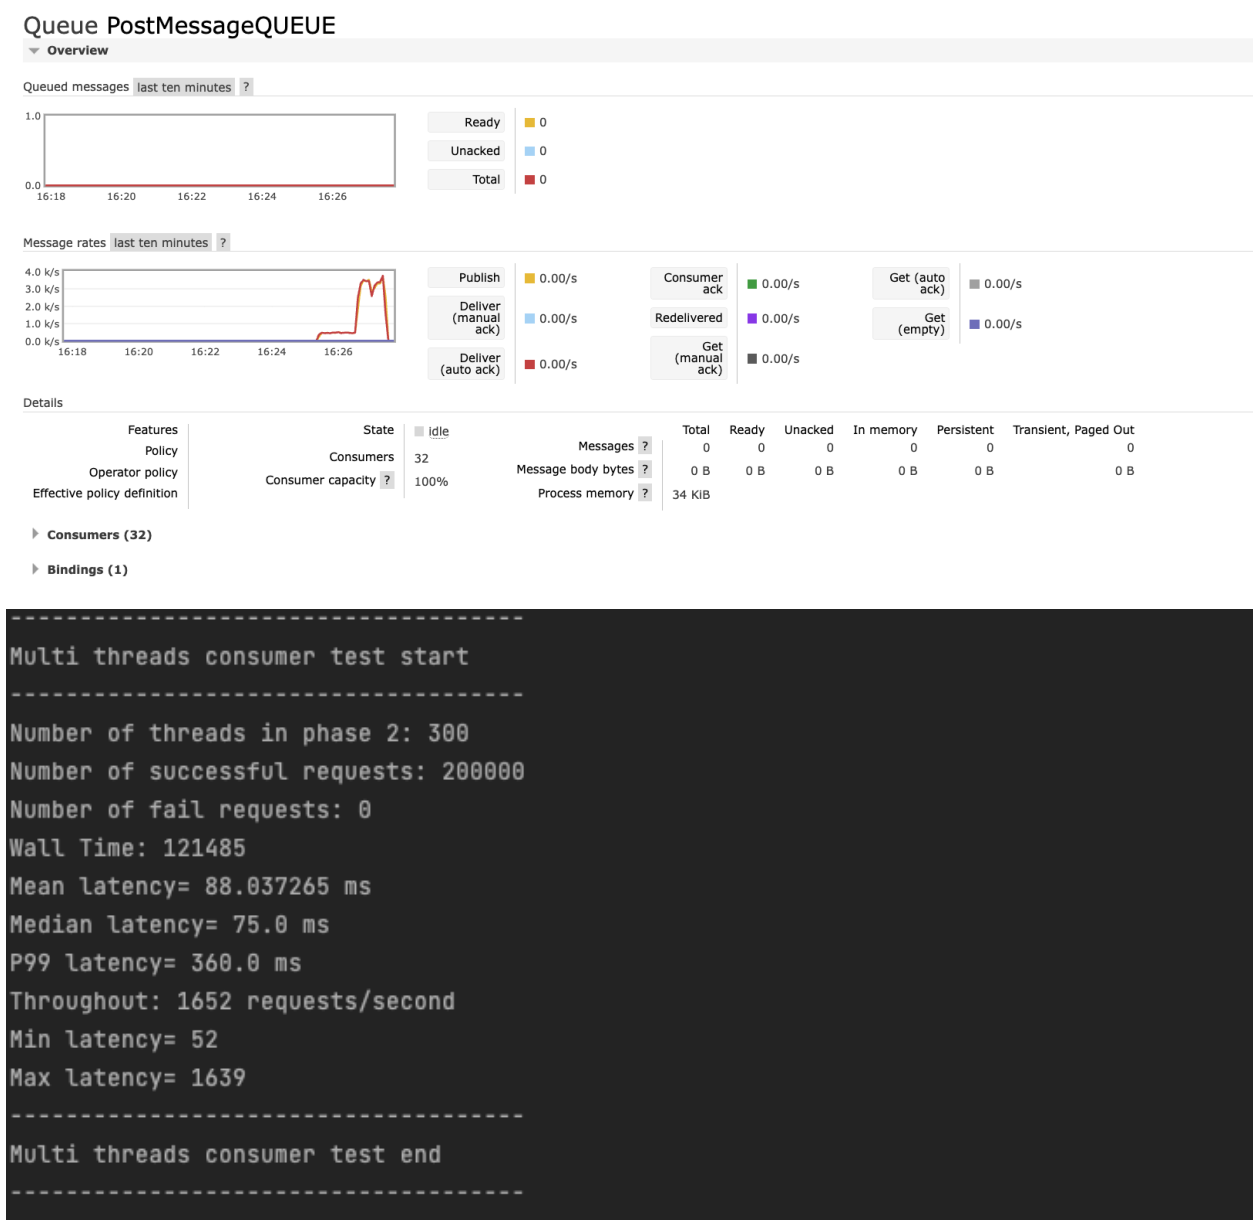 Queue PostMessageQUEUE
Overview
Queued messages last ten minutes ?
1.0
0.0
16:18 16:20 16:22 16:24 16:26
Ready 0
Unacked 0
Total 0
Message rates last ten minutes ?
4.0 k/s
3.0 k/s
2.0 k/s
1.0 k/s
0.0 k/s
16:18 16:20 16:22 16:24 16:26
Publish 0.00/s
Deliver (manual ack) 0.00/s
Deliver (auto ack) 0.00/s
Consumer ack 0.00/s
Redelivered 0.00/s
Get (manual ack) 0.00/s
Get (auto ack) 0.00/s
Get (empty) 0.00/s
Details
Features
Policy
Operator policy
Effective policy definition
State idle
Consumers 32
Consumer capacity ? 100%
Total Ready Unacked In memory Persistent Transient, Paged Out
Messages ? 0 0 0 0 0 0
Message body bytes ? 0 B 0 B 0 B 0 B 0 B 0 B
Process memory ? 34 KiB
Consumers (32)
Bindings (1)
--------------------------------------
Multi threads consumer test start
--------------------------------------
Number of threads in phase 2: 300
Number of successful requests: 200000
Number of fail requests: 0
Wall Time: 121485
Mean latency= 88.037265 ms
Median latency= 75.0 ms
P99 latency= 360.0 ms
Throughout: 1652 requests/second
Min latency= 52
Max latency= 1639
--------------------------------------
Multi threads consumer test end
--------------------------------------